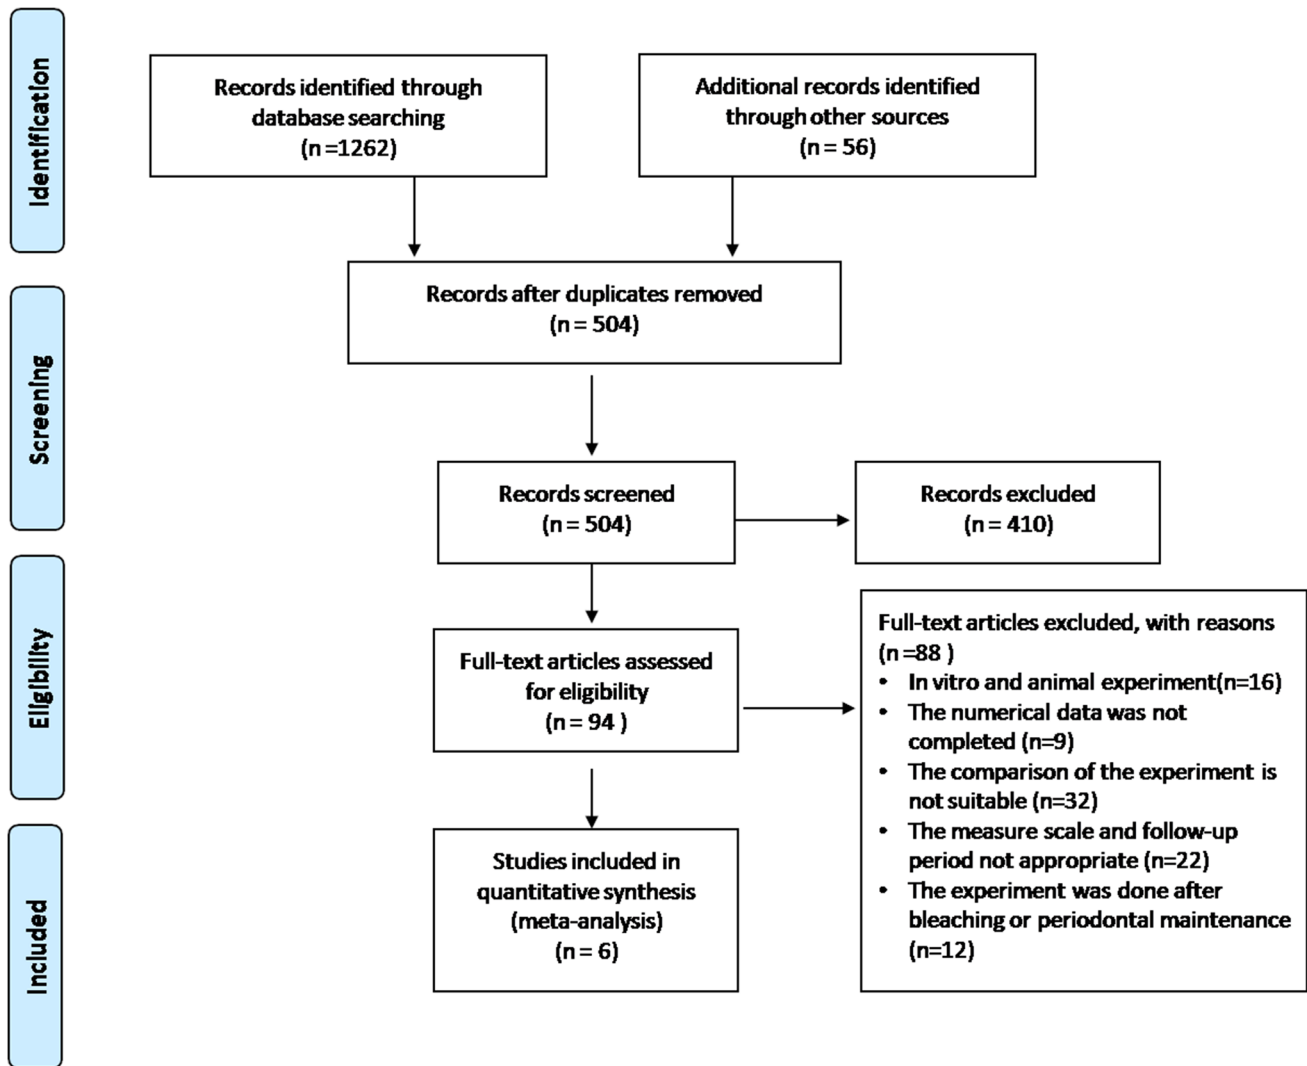 Identification
Records identified through
database searching
(n =1262)
Additional records identified
through other sources
(n = 56)
Records after duplicates removed
(n = 504)
Screening
Records screened
(n = 504)
Records excluded
(n = 410)
Eligibility
Full-text articles assessed
for eligibility
(n = 94 )
Full-text articles excluded, with reasons
(n =88 )
• In vitro and animal experiment(n=16)
• The numerical data was not
completed (n=9)
• The comparison of the experiment is
not suitable (n=32)
• The measure scale and follow-up
period not appropriate (n=22)
• The experiment was done after
bleaching or periodontal maintenance
(n=12)
Included
Studies included in
quantitative synthesis
(meta-analysis)
(n = 6)